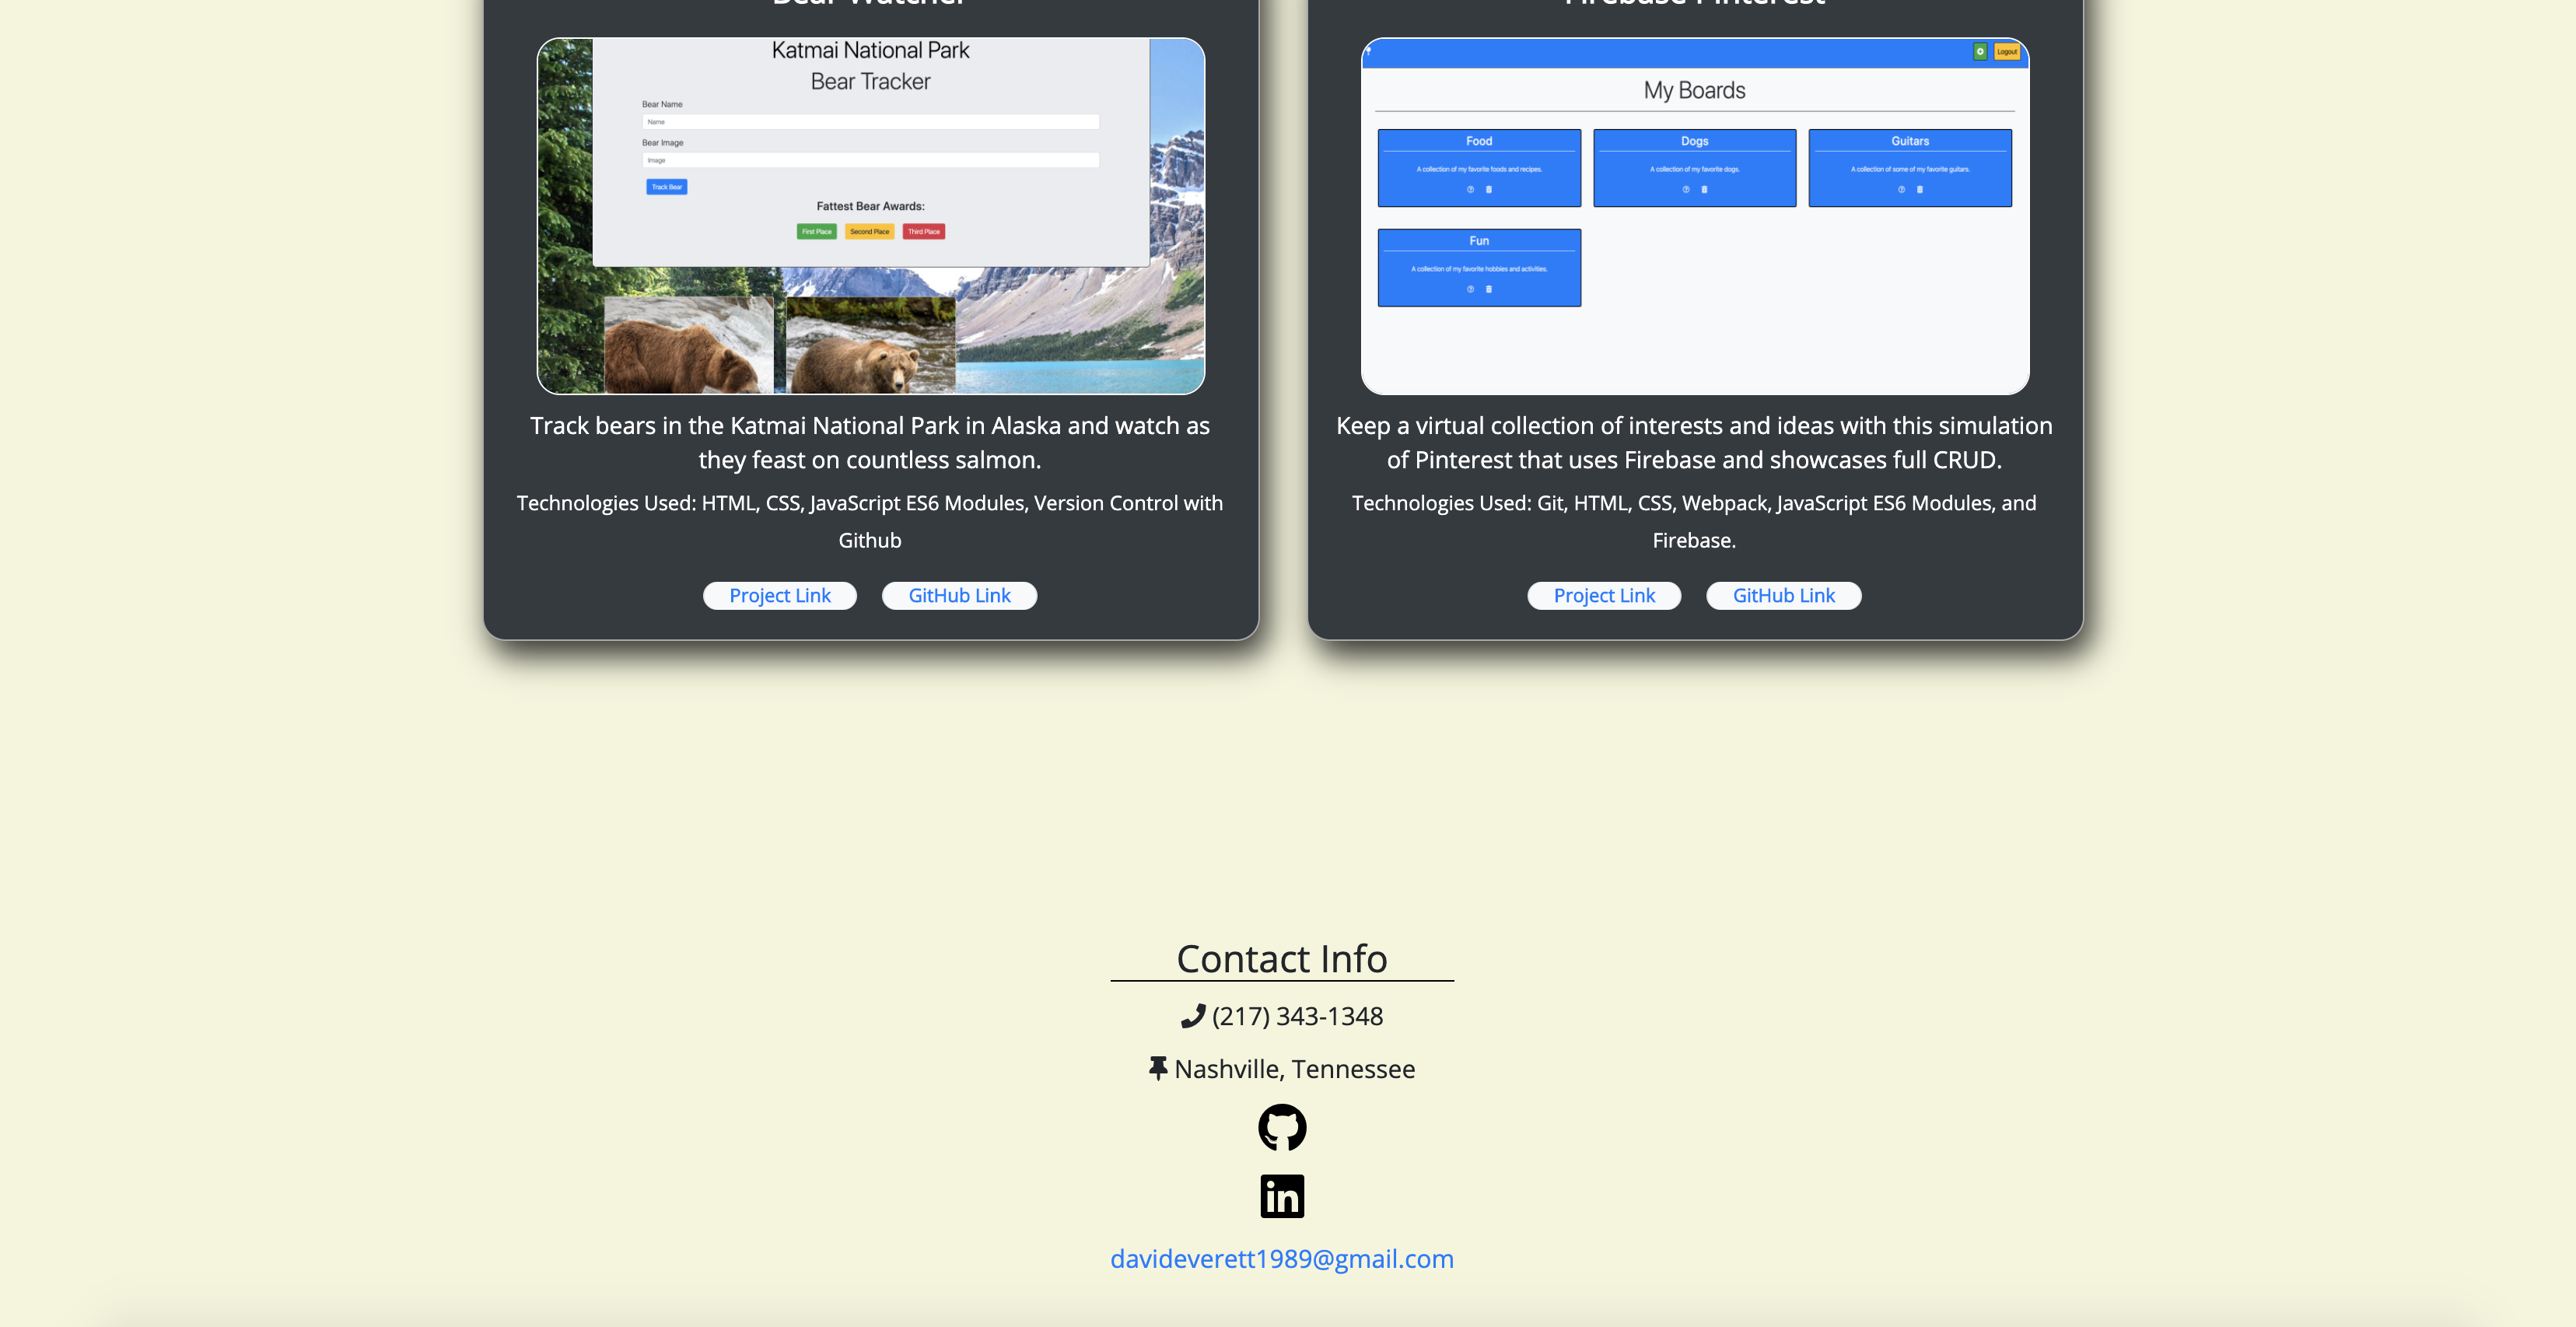 Bear Watcher
Firebase Pinterest
Katmai National Park
Bear Tracker
Bear Name
Name
Bear Image
Image
Track Bear
Fattest Bear Awards:
First Place Second Place Third Place
Logout
My Boards
Food
A collection of my favorite foods and recipes.
Dogs
A collection of my favorite dogs.
Guitars
A collection of some of my favorite guitars.
Fun
A collection of my favorite hobbies and activities.
Track bears in the Katmai National Park in Alaska and watch as
they feast on countless salmon.
Technologies Used: HTML, CSS, JavaScript ES6 Modules, Version Control with
Github
Project Link GitHub Link
Keep a virtual collection of interests and ideas with this simulation
of Pinterest that uses Firebase and showcases full CRUD.
Technologies Used: Git, HTML, CSS, Webpack, JavaScript ES6 Modules, and
Firebase.
Project Link GitHub Link
Contact Info
(217) 343-1348
Nashville, Tennessee
in
davideverett1989@gmail.com